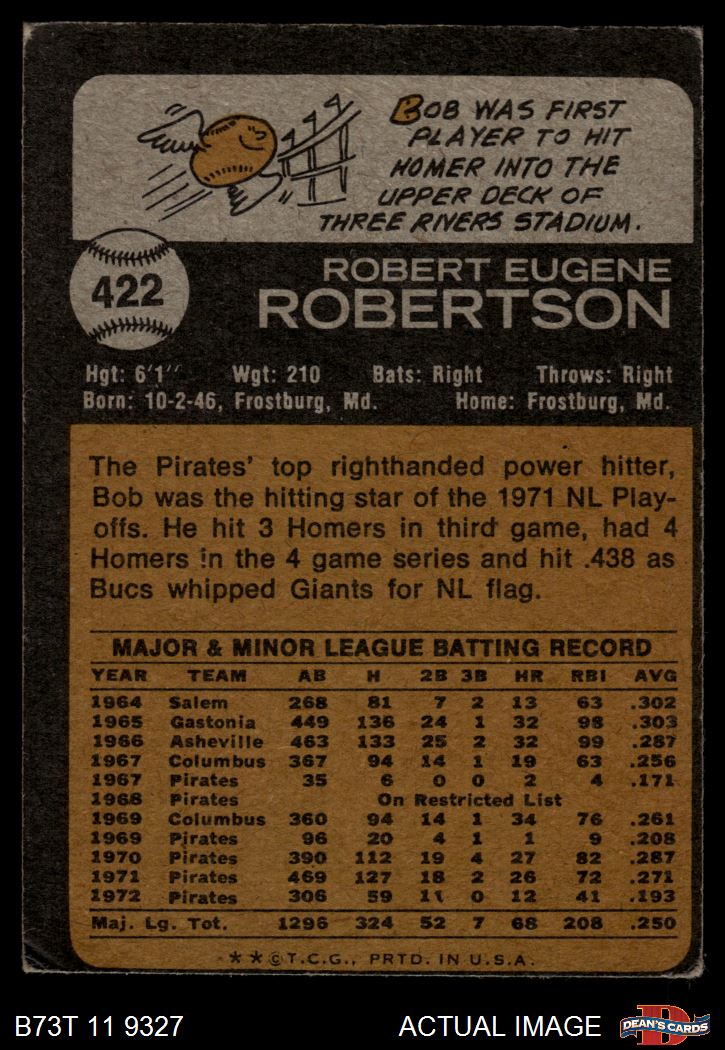 BOB WAS FIRST
PLAYER TO HIT
HOMER INTO THE
UPPER DECK OF
THREE RIVERS STADIUM.
422
ROBERT EUGENE
ROBERTSON
Hgt: 6'1" Wgt: 210 Bats: Right Throws: Right
Born: 10-2-46, Frostburg, Md. Home: Frostburg, Md.
The Pirates' top righthanded power hitter,
Bob was the hitting star of the 1971 NL Play-
offs. He hit 3 Homers in third game, had 4
Homers in the 4 game series and hit .438 as
Bucs whipped Giants for NL flag.
MAJOR & MINOR LEAGUE BATTING RECORD
YEAR TEAM AB H 2B 3B HR RBI AVG
1964 Salem 268 81 7 2 13 63 .302
1965 Gastonia 449 136 24 1 32 98 .303
1966 Asheville 463 133 25 2 32 99 .287
1967 Columbus 367 94 14 1 19 63 .256
1967 Pirates 35 6 0 0 2 4 .171
1968 Pirates On Restricted List
1969 Columbus 360 94 14 1 34 76 .261
1969 Pirates 96 20 4 1 1 9 .208
1970 Pirates 390 112 19 4 27 82 .287
1971 Pirates 469 127 18 2 26 72 .271
1972 Pirates 306 59 11 0 12 41 .193
Maj. Lg. Tot. 1296 324 52 7 68 208 .250
**©T.C.G., PRTD. IN U.S.A.
B73T 11 9327 ACTUAL IMAGE D DEAN'S CARDS